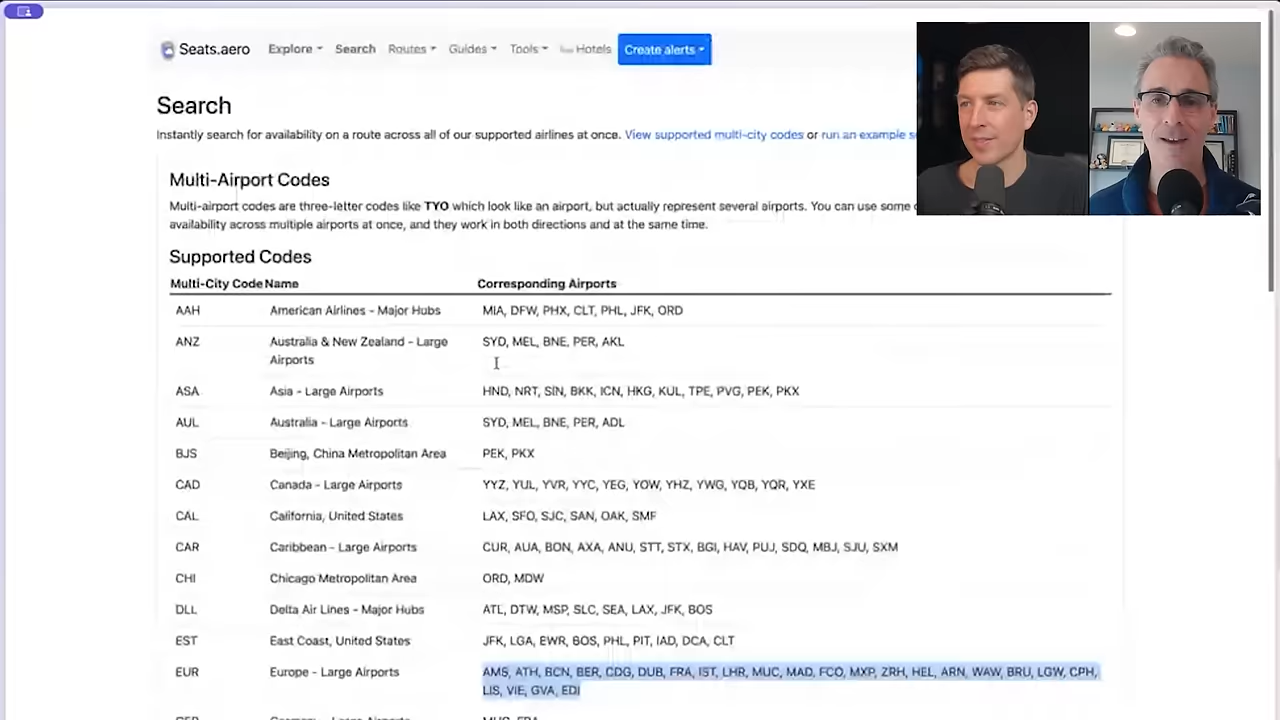 Seats.aero Explore Search Routes Guides Tools Hotels Create alerts
Search
Instantly search for availability on a route across all of our supported airlines at once. View supported multi-city codes or run an example
Multi-Airport Codes
Multi-airport codes are three-letter codes like TYO which look like an airport, but actually represent several airports. You can use some
availability across multiple airports at once, and they work in both directions and at the same time.
Supported Codes
Multi-City Code Name Corresponding Airports
AAH American Airlines - Major Hubs MIA, DFW, PHX, CLT, PHL, JFK, ORD
ANZ Australia & New Zealand - Large SYD, MEL, BNE, PER, AKL
Airports
ASA Asia - Large Airports HND, NRT, SIN, BKK, ICN, HKG, KUL, TPE, PVG, PEK, PKX
AUL Australia - Large Airports SYD, MEL, BNE, PER, ADL
BJS Beijing, China Metropolitan Area PEK, PKX
CAD Canada - Large Airports YYZ, YUL, YVR, YYC, YEG, YOW, YHZ, YWG, YQB, YQR, YXE
CAL California, United States LAX, SFO, SJC, SAN, OAK, SMF
CAR Caribbean - Large Airports CUR, AUA, BON, AXA, ANU, STT, STX, BGI, HAV, PUJ, SDQ, MBJ, SJU, SXM
CHI Chicago Metropolitan Area ORD, MDW
DLL Delta Air Lines - Major Hubs ATL, DTW, MSP, SLC, SEA, LAX, JFK, BOS
EST East Coast, United States JFK, LGA, EWR, BOS, PHL, PIT, IAD, DCA, CLT
EUR Europe - Large Airports AMS, ATH, BCN, BER, CDG, DUB, FRA, IST, LHR, MUC, MAD, FCO, MXP, ZRH, HEL, ARN, WAW, BRU, LGW, CPH,
LIS, VIE, GVA, EDI